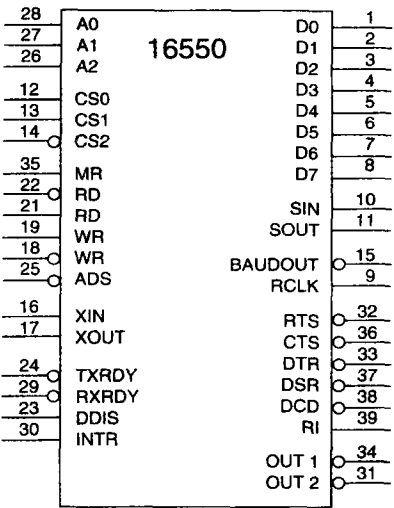 16550
28 A0
27 A1
26 A2
12 CS0
13 CS1
14 CS2
35 MR
22 RD
21 RD
19 WR
18 WR
25 ADS
16 XIN
17 XOUT
24 TXRDY
29 RXRDY
23 DDIS
30 INTR
D0 1
D1 2
D2 3
D3 4
D4 5
D5 6
D6 7
D7 8
SIN 10
SOUT 11
BAUDOUT 15
RCLK 9
RTS 32
CTS 36
DTR 33
DSR 37
DCD 38
RI 39
OUT 1 34
OUT 2 31